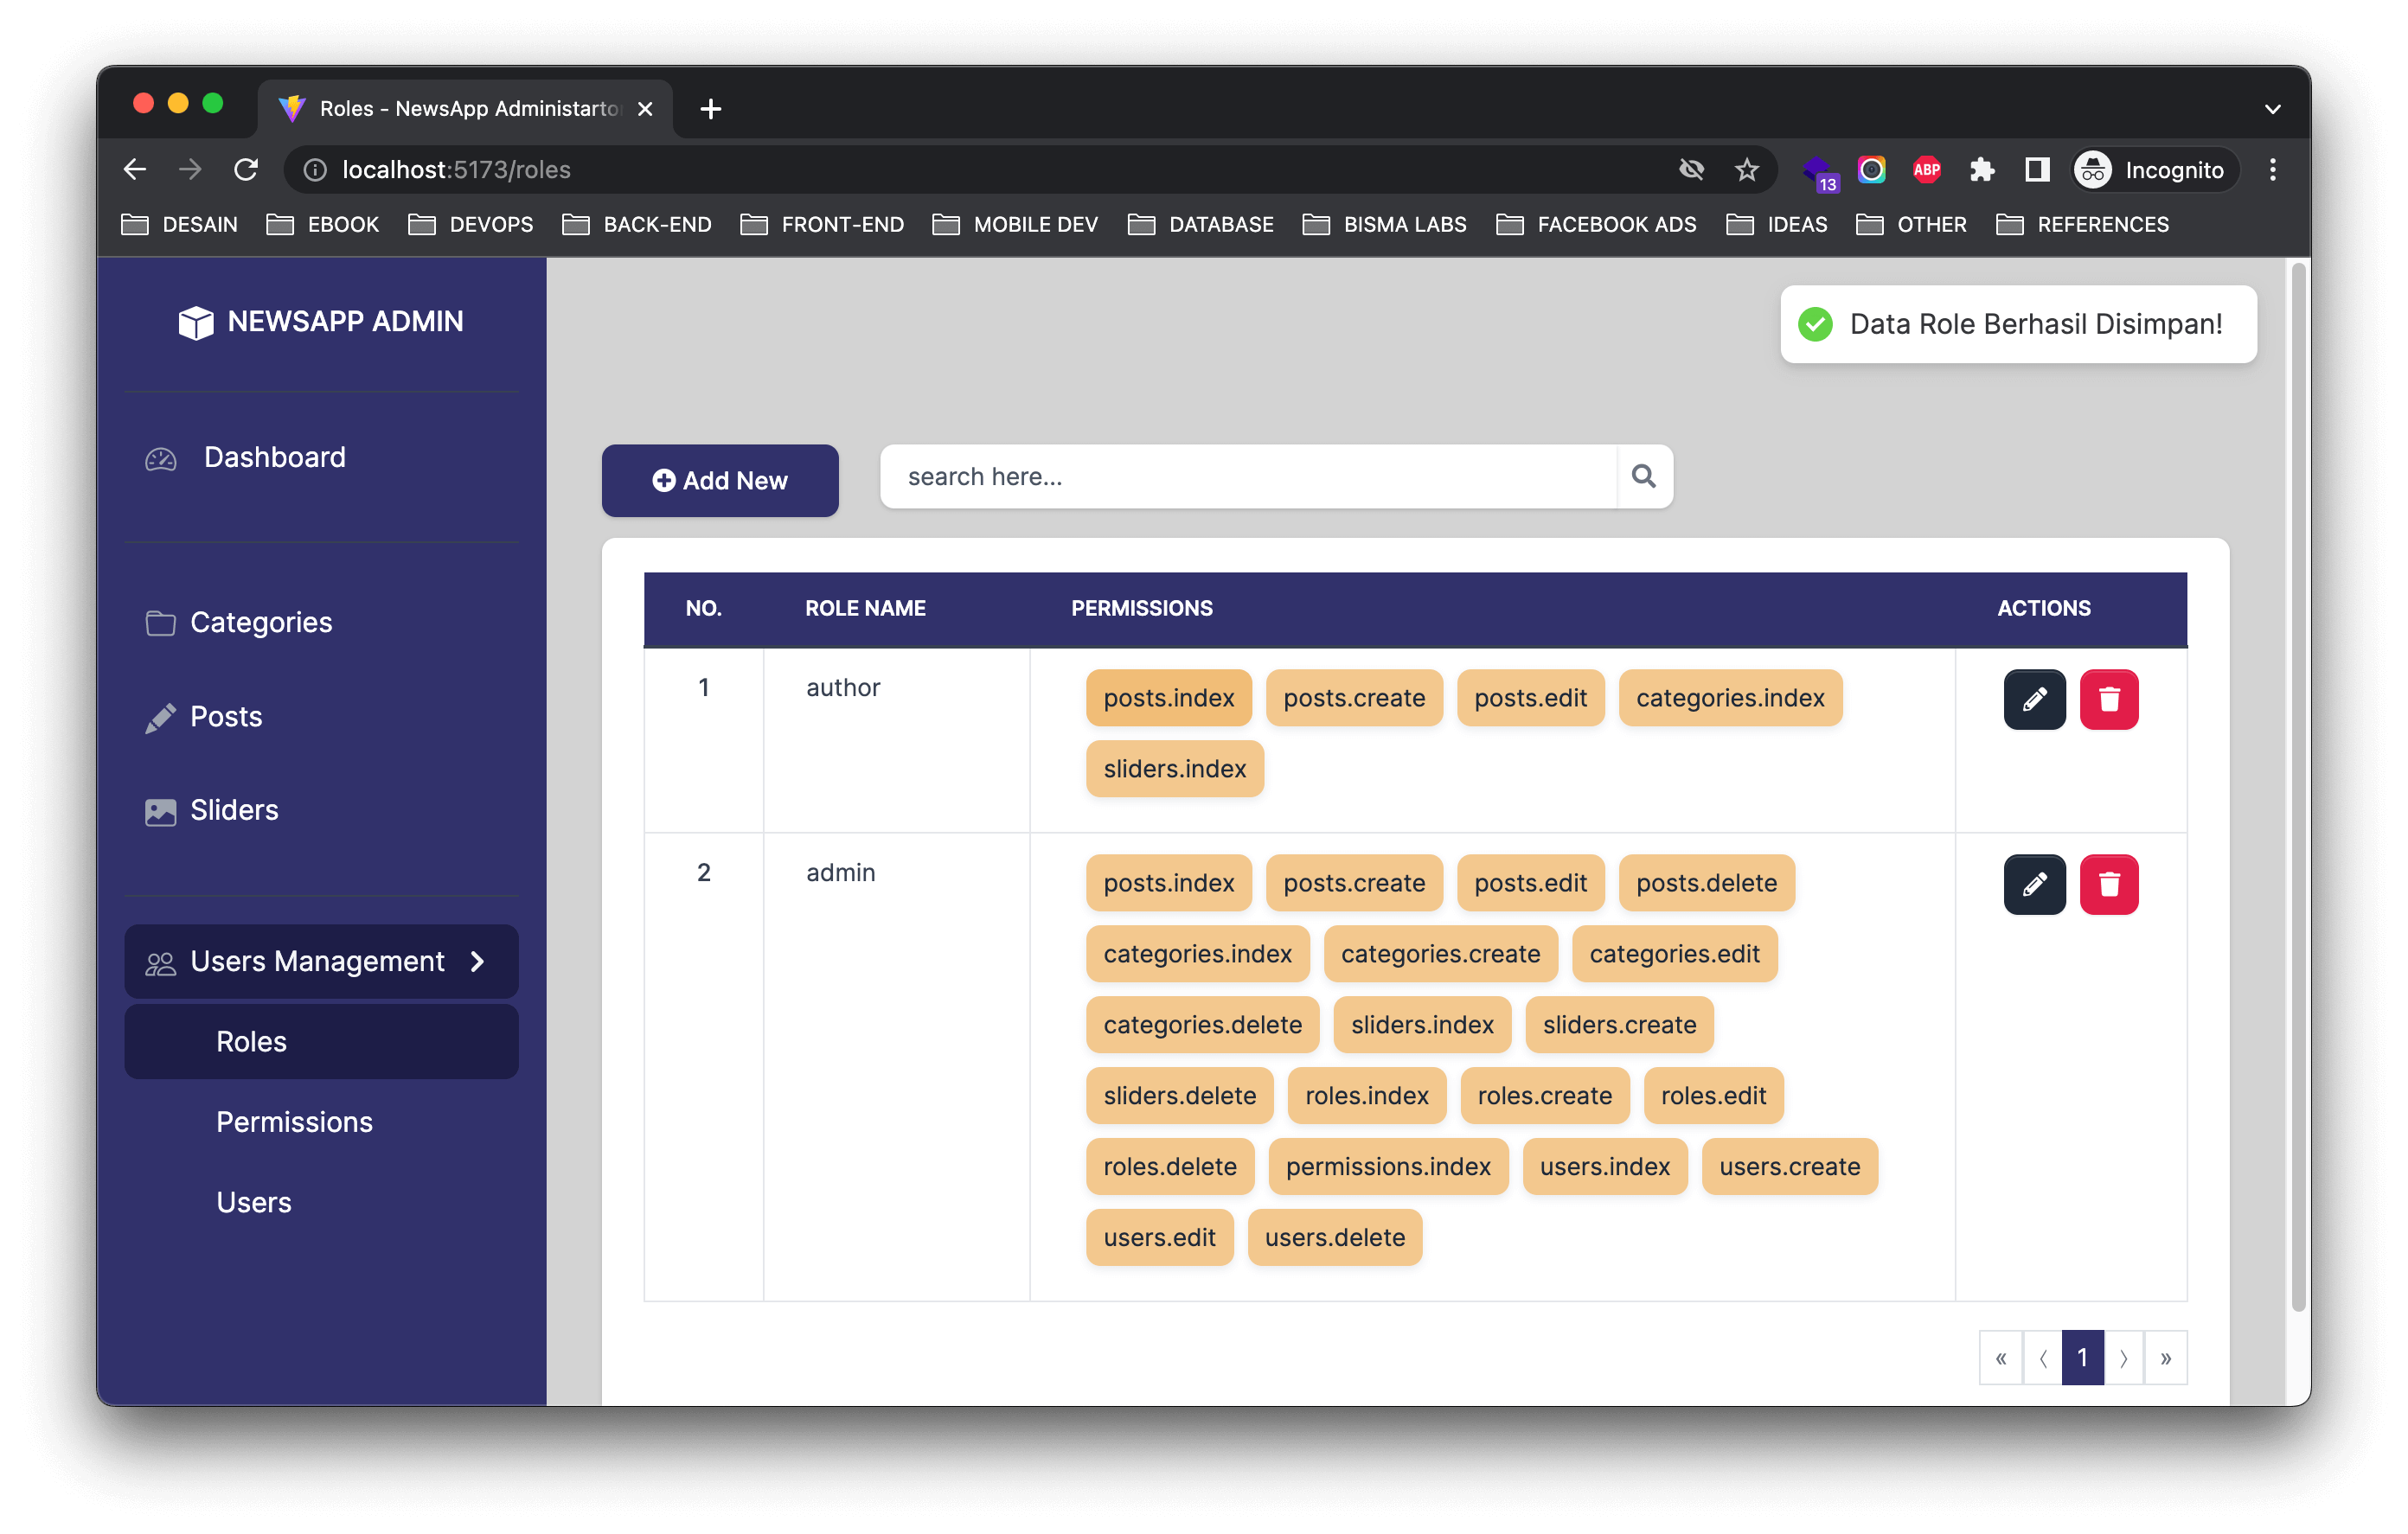 Roles - NewsApp Administarto
localhost:5173/roles
13
ABP
Incognito
DESAIN EBOOK DEVOPS BACK-END FRONT-END MOBILE DEV DATABASE BISMA LABS FACEBOOK ADS IDEAS OTHER REFERENCES
NEWSAPP ADMIN
Data Role Berhasil Disimpan!
Dashboard
Categories
Posts
Sliders
Users Management
Roles
Permissions
Users
Add New
search here...
NO. ROLE NAME PERMISSIONS ACTIONS
1 author posts.index posts.create posts.edit categories.index
sliders.index
2 admin posts.index posts.create posts.edit posts.delete
categories.index categories.create categories.edit
categories.delete sliders.index sliders.create
sliders.delete roles.index roles.create roles.edit
roles.delete permissions.index users.index users.create
users.edit users.delete
« 〈 1 〉 »